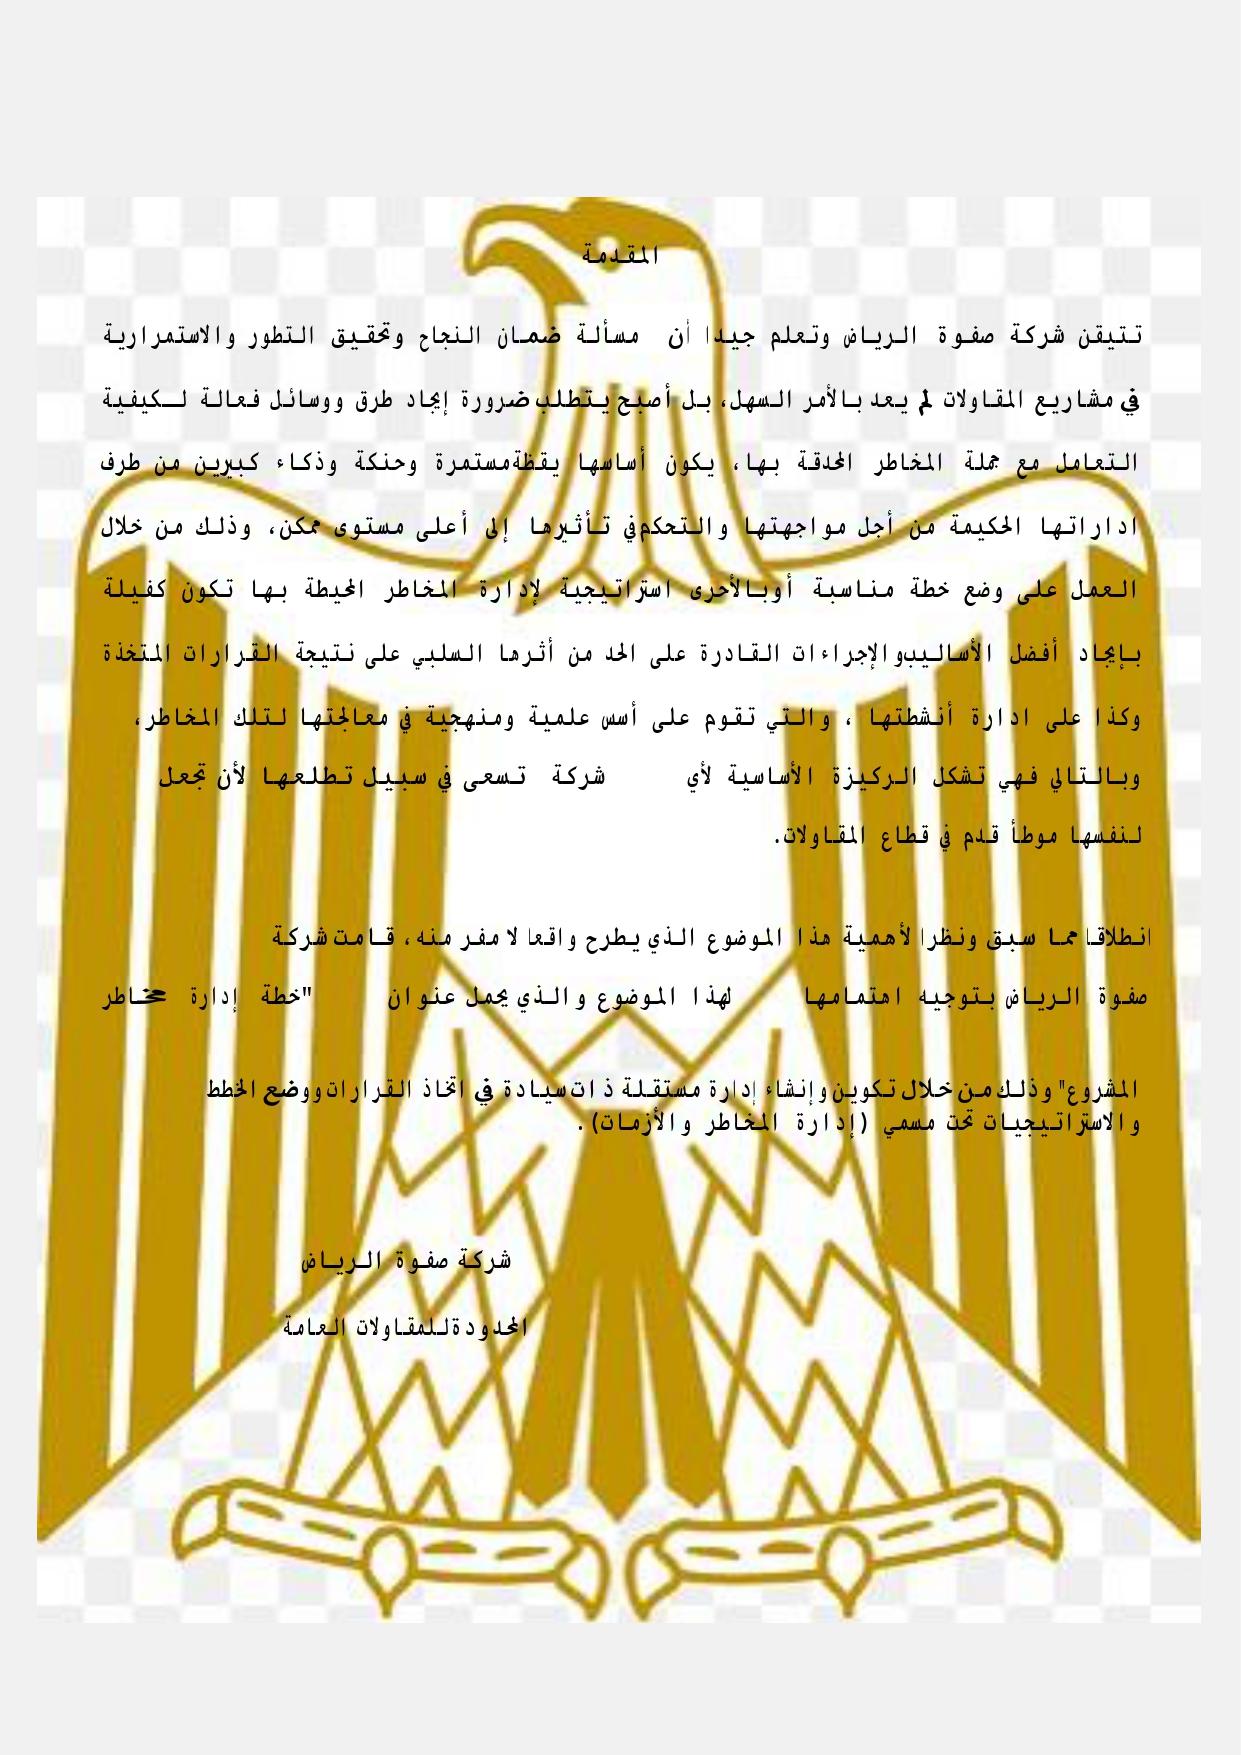 المقدمة
تتيقن شركة صفوة الرياض وتعلم جيدا أن مسألة ضمان النجاح وتحقيق التطور والاستمرارية
في مشاريع المقاولات لم يعد بالأمر السهل، بل أصبح يتطلب ضرورة إيجاد طرق ووسائل فعالة لكيفية
التعامل مع جملة المخاطر المحدقة بها، يكون أساسها يقظة مستمرة وحنكة وذكاء كبيرين من طرف
اداراتها الحكيمة من أجل مواجهتها والتحكم في تأثيرها إلى أعلى مستوى ممكن، وذلك من خلال
العمل على وضع خطة مناسبة أو بالأحرى استراتيجية لإدارة المخاطر المحيطة بها تكون كفيلة
بإيجاد أفضل الأساليب والإجراءات القادرة على الحد من أثرها السلبي على نتيجة القرارات المتخذة
وكذا على ادارة أنشطتها ، والتي تقوم على أسس علمية ومنهجية في معالجتها لتلك المخاطر،
وبالتالي فهي تشكل الركيزة الأساسية لأي شركة تسعى في سبيل تطلعها لأن تجعل
لنفسها موطأ قدم في قطاع المقاولات.
انطلاقا مما سبق ونظرا لأهمية هذا الموضوع الذي يطرح واقعا لا مفر منه، قامت شركة
صفوة الرياض بتوجيه اهتمامها لهذا الموضوع والذي يحمل عنوان "خطة إدارة مخاطر
المشروع" وذلك من خلال تكوين وإنشاء إدارة مستقلة ذات سيادة في اتخاذ القرارات ووضع الخطط
والاستراتيجيات تحت مسمي (إدارة المخاطر والأزمات).
شركة صفوة الرياض
المحدودة للمقاولات العامة